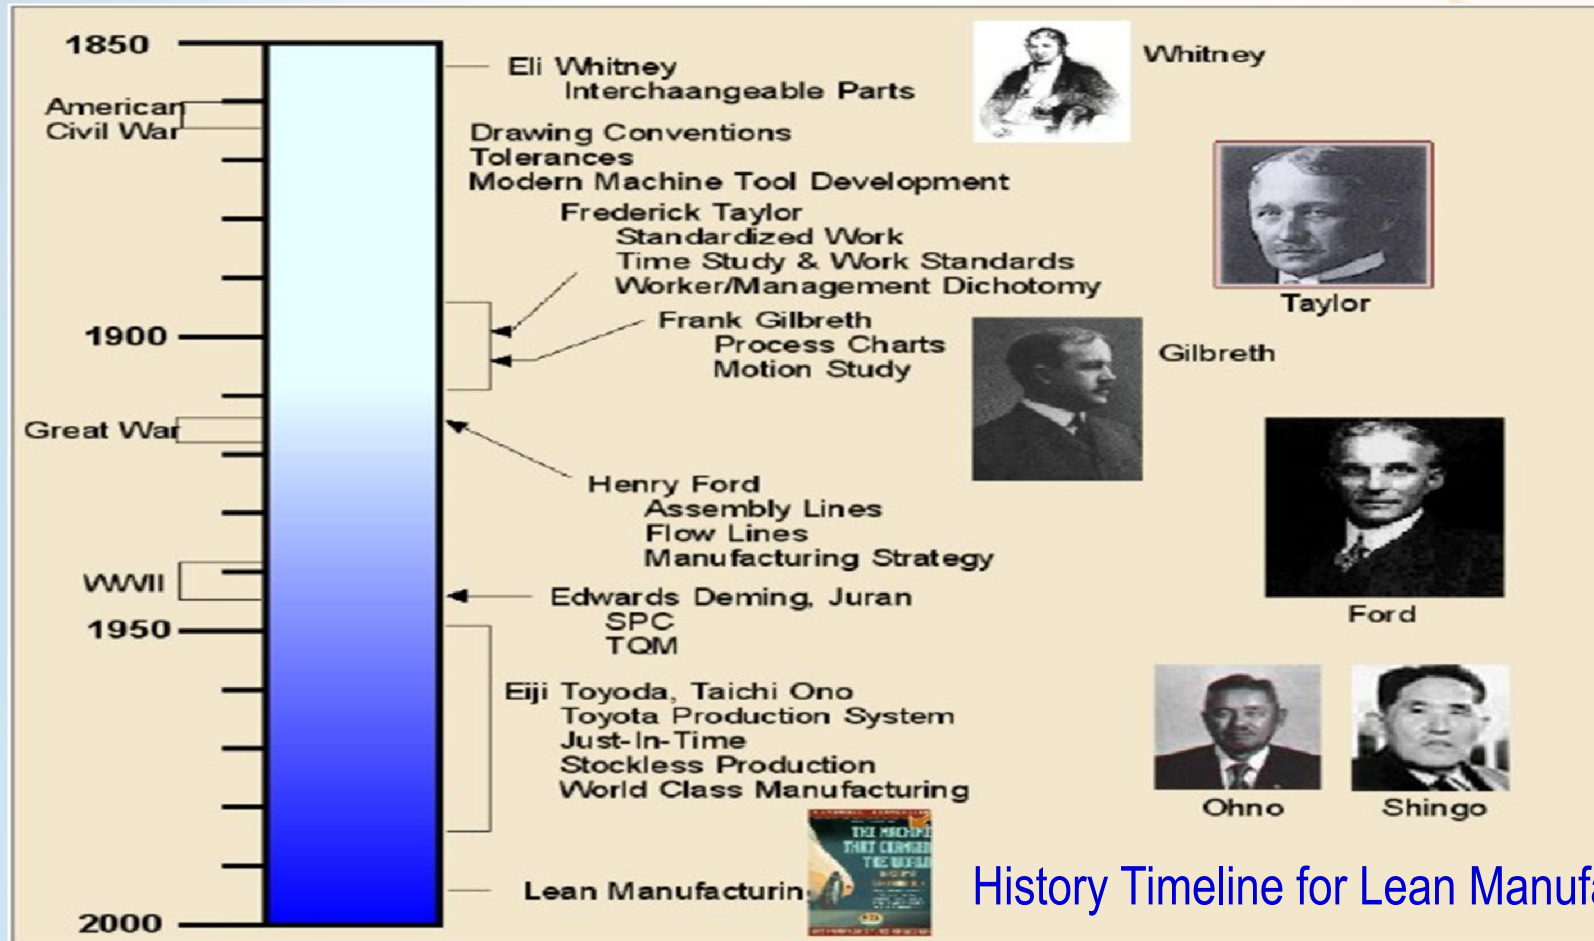 1850
Eli Whitney
Interchaangeable Parts
Whitney
American
Civil War
Drawing Conventions
Tolerances
Modern Machine Tool Development
Frederick Taylor
Standardized Work
Time Study & Work Standards
Worker/Management Dichotomy
Taylor
1900
Frank Gilbreth
Process Charts
Motion Study
Gilbreth
Great War
Henry Ford
Assembly Lines
Flow Lines
Manufacturing Strategy
Ford
WWII
Edwards Deming, Juran
SPC
TQM
1950
Eiji Toyoda, Taichi Ono
Toyota Production System
Just-In-Time
Stockless Production
World Class Manufacturing
Ohno
Shingo
THE MACHINE
THAT CHANGED
THE WORLD
Lean Manufacturin
History Timeline for Lean Manufa
2000